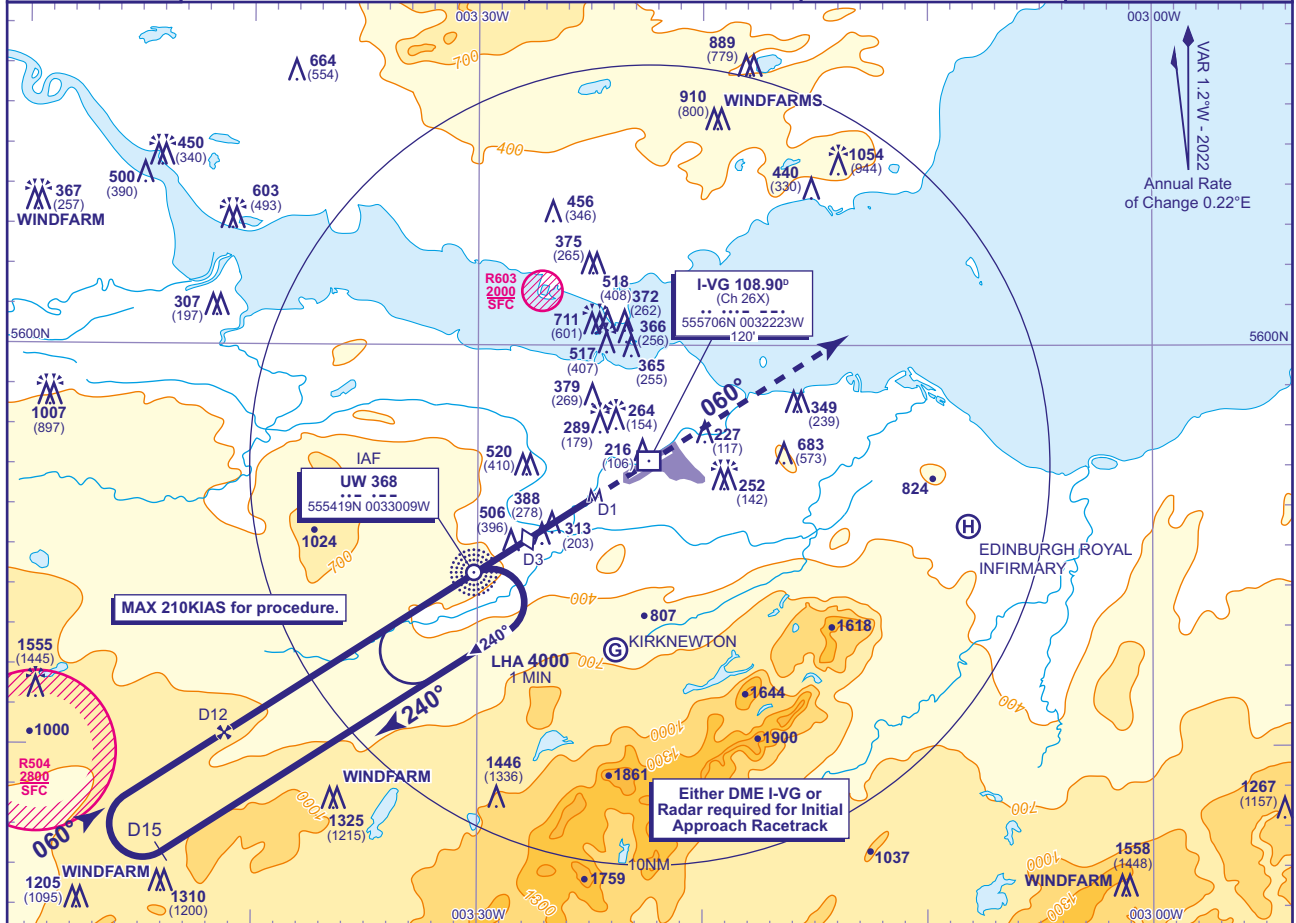 003 30W
003 00W
889
(779)
664
(554)
700
VAR 1.2°W - 2022
910
(800)
WINDFARMS
450
(340)
400
1054
(944)
500
(390)
440
(330)
Annual Rate
of Change 0.22°E
367
(257)
WINDFARM
603
(493)
456
(346)
375
(265)
R603
2000
SFC
518
(408)
372
(262)
I-VG 108.90ᴰ
(Ch 26X)
555706N 0032223W
120'
307
(197)
711
(601)
366
(256)
5600N
5600N
517
(407)
365
(255)
1007
(897)
379
(269)
060°
264
(154)
349
(239)
289
(179)
227
(117)
683
(573)
520
(410)
216
(106)
IAF
UW 368
555419N 0033009W
252
(142)
824
388
(278)
D1
506
(396)
313
(203)
D3
1024
700
H
EDINBURGH ROYAL
INFIRMARY
MAX 210KIAS for procedure.
400
807
1618
240°
G
KIRKNEWTON
1555
(1445)
LHA 4000
1 MIN
700
240°
1644
400
D12
1000
1000
1900
R504
2800
SFC
1300
WINDFARM
1446
(1336)
1861
Either DME I-VG or
Radar required for Initial
Approach Racetrack
1267
(1157)
1000
1325
(1215)
700
060°
D15
1037
WINDFARM
10NM
1000
1558
(1448)
1205
(1095)
1310
(1200)
1759
WINDFARM
1300
1300
003 30W
003 00W